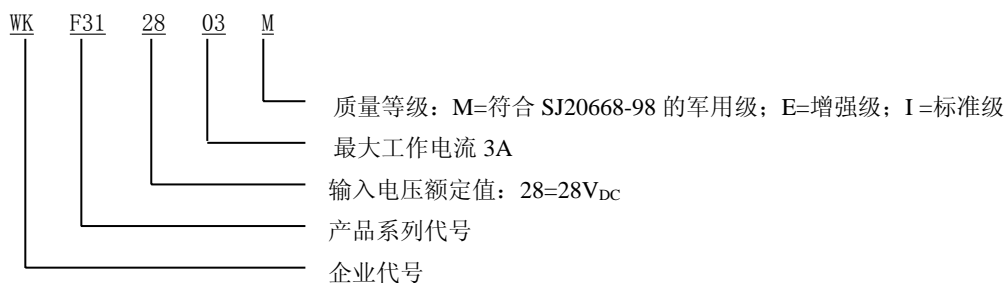 WK F31 28 03 M
质量等级：M=符合 SJ20668-98 的军用级；E=增强级；I =标准级
最大工作电流 3A
输入电压额定值：28=28VDC
产品系列代号
企业代号